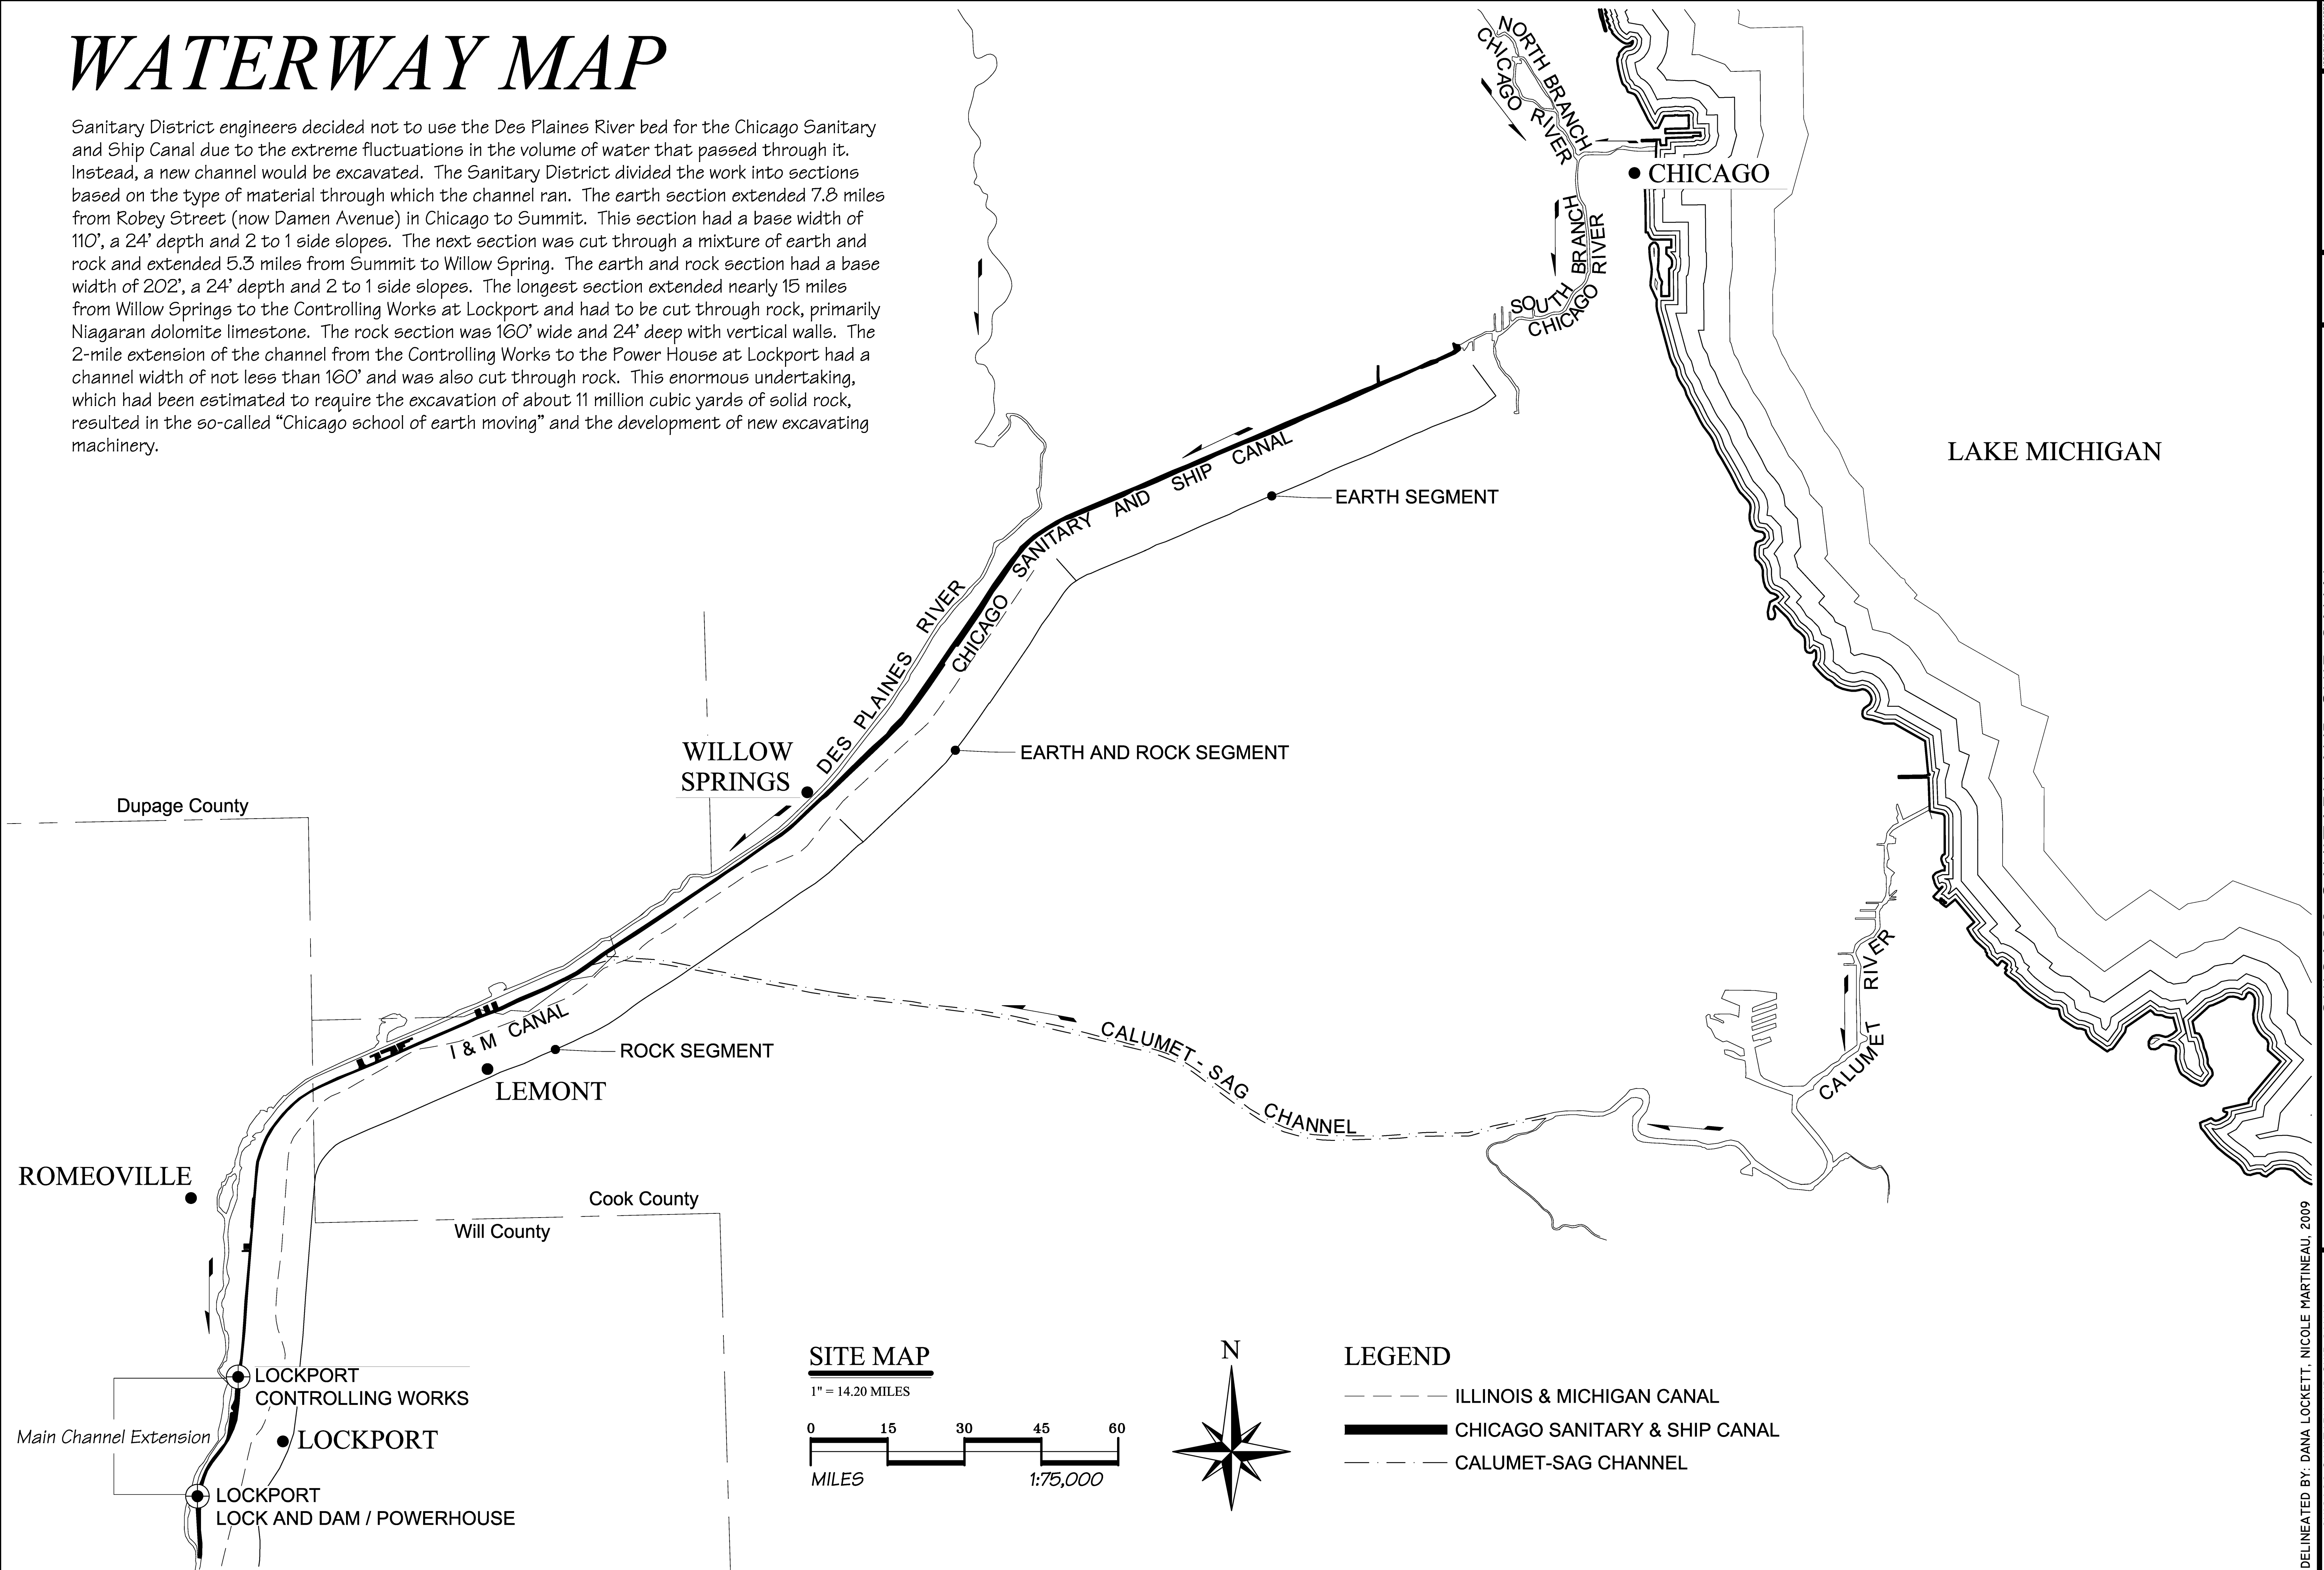 WATERWAY MAP
Sanitary District engineers decided not to use the Des Plaines River bed for the Chicago Sanitary
and Ship Canal due to the extreme fluctuations in the volume of water that passed through it.
Instead, a new channel would be excavated.  The Sanitary District divided the work into sections
based on the type of material through which the channel ran.  The earth section extended 7.8 miles
from Robey Street (now Damen Avenue) in Chicago to Summit.  This section had a base width of
110', a 24' depth and 2 to 1 side slopes.  The next section was cut through a mixture of earth and
rock and extended 5.3 miles from Summit to Willow Spring.  The earth and rock section had a base
width of 202', a 24' depth and 2 to 1 side slopes.  The longest section extended nearly 15 miles
from Willow Springs to the Controlling Works at Lockport and had to be cut through rock, primarily
Niagaran dolomite limestone.  The rock section was 160' wide and 24' deep with vertical walls.  The
2-mile extension of the channel from the Controlling Works to the Power House at Lockport had a
channel width of not less than 160' and was also cut through rock.  This enormous undertaking,
which had been estimated to require the excavation of about 11 million cubic yards of solid rock,
resulted in the so-called “Chicago school of earth moving” and the development of new excavating
machinery.
NORTH BRANCH
CHICAGO RIVER
CHICAGO
SOUTH BRANCH
CHICAGO RIVER
LAKE MICHIGAN
CHICAGO SANITARY AND SHIP CANAL
EARTH SEGMENT
DES PLAINES RIVER
WILLOW
SPRINGS
EARTH AND ROCK SEGMENT
Dupage County
CALUMET RIVER
I & M CANAL
ROCK SEGMENT
LEMONT
CALUMET-SAG CHANNEL
ROMEOVILLE
Cook County
Will County
LOCKPORT
CONTROLLING WORKS
Main Channel Extension
LOCKPORT
LOCKPORT
LOCK AND DAM / POWERHOUSE
SITE MAP
1" = 14.20 MILES
0 15 30 45 60
MILES 1:75,000
N
LEGEND
ILLINOIS & MICHIGAN CANAL
CHICAGO SANITARY & SHIP CANAL
CALUMET-SAG CHANNEL
DELINEATED BY: DANA LOCKETT, NICOLE MARTINEAU, 2009